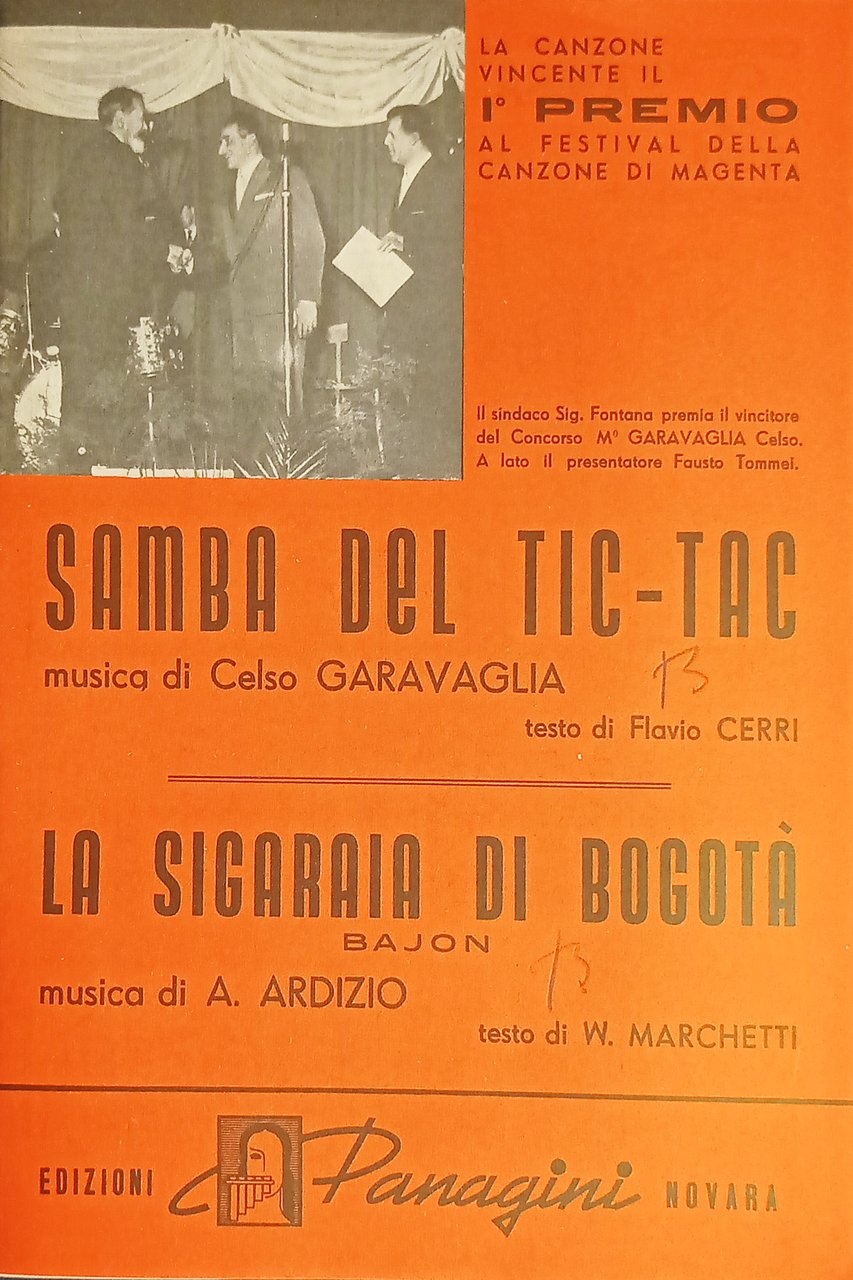 LA CANZONE
VINCENTE IL
1° PREMIO
AL FESTIVAL DELLA
CANZONE DI MAGENTA
Il sindaco Sig. Fontana premia il vincitore
del Concorso Mº GARAVAGLIA Celso.
A lato il presentatore Fausto Tommei.
SAMBA DEL TIC-TAC
musica di Celso GARAVAGLIA
testo di Flavio CERRI
LA SIGARAIA DI BOGOTÀ
BAJON
musica di A. ARDIZIO
testo di W. MARCHETTI
EDIZIONI Panagini NOVARA